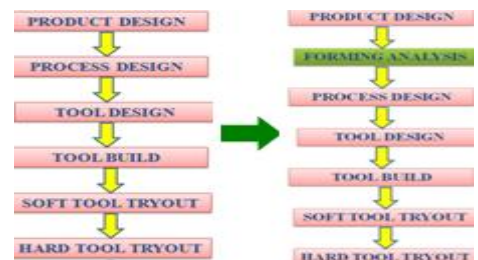 PRODUCT DESIGN
PROCESS DESIGN
TOOL DESIGN
TOOL BUILD
SOFT TOOL TRYOUT
HARD TOOL TRYOUT
PRODUCT DESIGN
FORMING ANALYSIS
PROCESS DESIGN
TOOL DESIGN
TOOL BUILD
SOFT TOOL TRYOUT
HARD TOOL TRYOUT